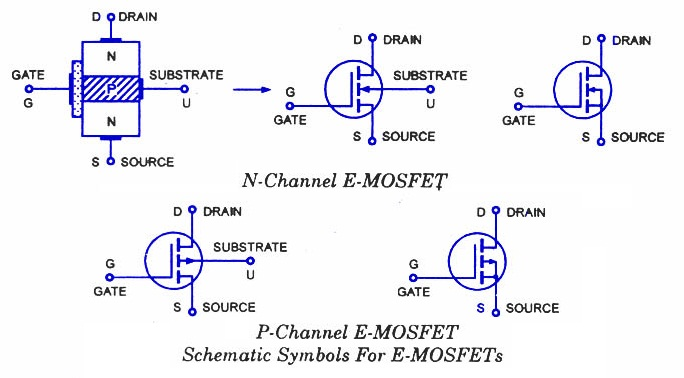 D DRAIN
N
GATE
G
P
SUBSTRATE
U
N
S SOURCE
D DRAIN
G
GATE
SUBSTRATE
U
S SOURCE
D DRAIN
G
GATE
S SOURCE
N-Channel E-MOSFET
D DRAIN
G
GATE
SUBSTRATE
U
S SOURCE
D DRAIN
G
GATE
S SOURCE
P-Channel E-MOSFET
Schematic Symbols For E-MOSFETs